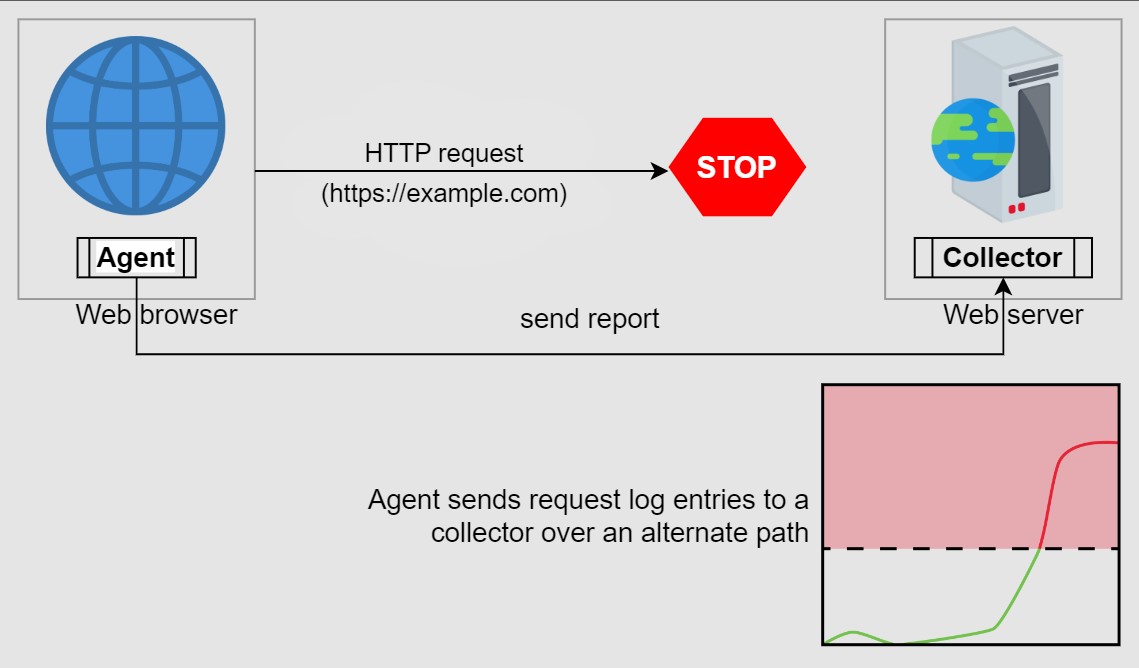 HTTP request
(https://example.com)
STOP
Agent
Web browser
Collector
Web server
send report
Agent sends request log entries to a
collector over an alternate path